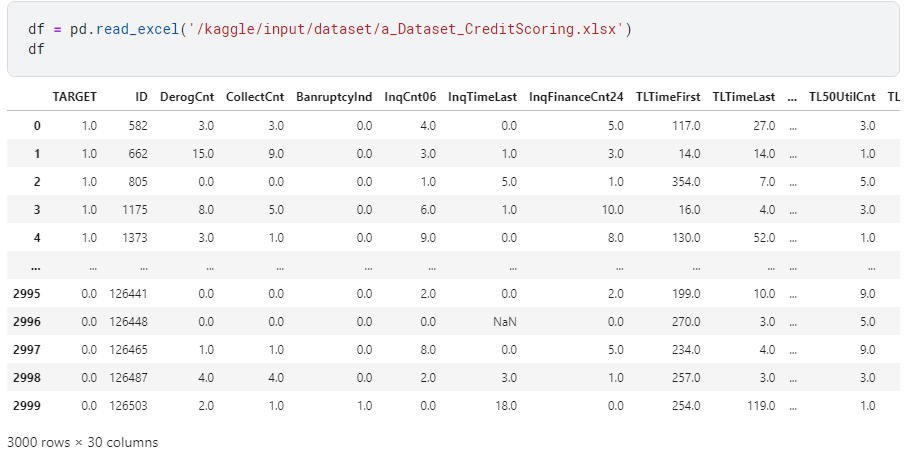 df = pd.read_excel('/kaggle/input/dataset/a_Dataset_CreditScoring.xlsx')
df
TARGET ID DerogCnt CollectCnt BanruptcyInd InqCnt06 InqTimeLast InqFinanceCnt24 TLTimeFirst TLTimeLast ... TL50UtilCnt TL
0 1.0 582 3.0 3.0 0.0 4.0 0.0 5.0 117.0 27.0 ... 3.0
1 1.0 662 15.0 9.0 0.0 3.0 1.0 3.0 14.0 14.0 ... 1.0
2 1.0 805 0.0 0.0 0.0 1.0 5.0 1.0 354.0 7.0 ... 5.0
3 1.0 1175 8.0 5.0 0.0 6.0 1.0 10.0 16.0 4.0 ... 3.0
4 1.0 1373 3.0 1.0 0.0 9.0 0.0 8.0 130.0 52.0 ... 1.0
... ... ... ... ... ... ... ... ... ... ... ... ...
2995 0.0 126441 0.0 0.0 0.0 2.0 0.0 2.0 199.0 10.0 ... 9.0
2996 0.0 126448 0.0 0.0 0.0 0.0 NaN 0.0 270.0 3.0 ... 5.0
2997 0.0 126465 1.0 1.0 0.0 8.0 0.0 5.0 234.0 4.0 ... 9.0
2998 0.0 126487 4.0 4.0 0.0 2.0 3.0 1.0 257.0 3.0 ... 3.0
2999 0.0 126503 2.0 1.0 1.0 0.0 18.0 0.0 254.0 119.0 ... 1.0
3000 rows × 30 columns